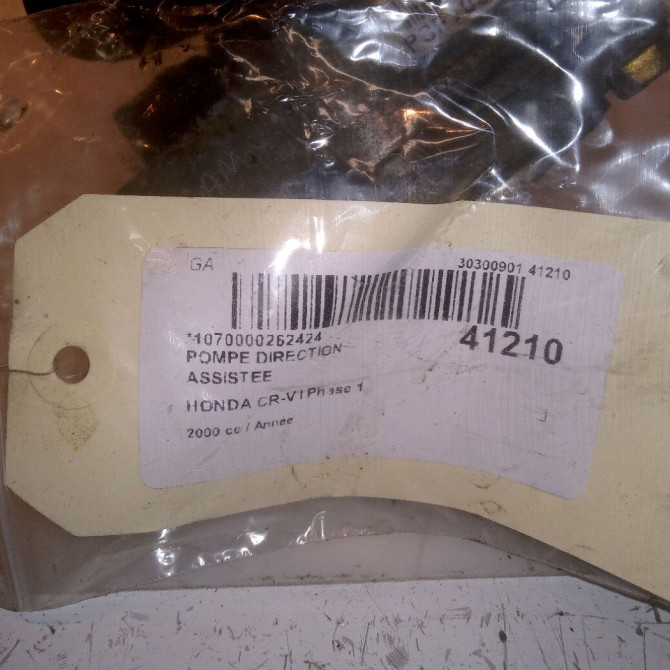 GA
30300901 41210
*1070000262424
41210
POMPE DIRECTION
ASSISTEE
HONDA CR-V I Phase 1
2000 cc / Année